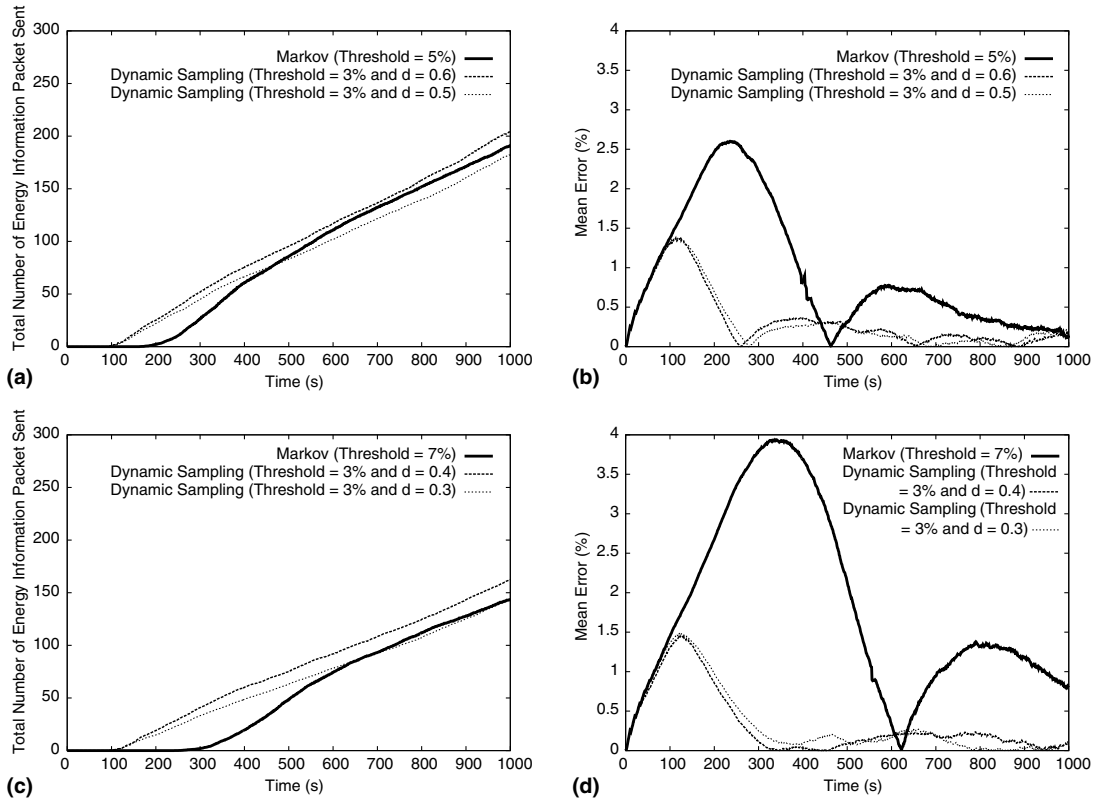 Total Number of Energy Information Packet Sent
300
250
200
150
100
50
0
Markov (Threshold = 5%)
Dynamic Sampling (Threshold = 3% and d = 0.6)
Dynamic Sampling (Threshold = 3% and d = 0.5)
0 100 200 300 400 500 600 700 800 900 1000
Time (s)
(a)
Mean Error (%)
4
3.5
3
2.5
2
1.5
1
0.5
0
Markov (Threshold = 5%)
Dynamic Sampling (Threshold = 3% and d = 0.6)
Dynamic Sampling (Threshold = 3% and d = 0.5)
0 100 200 300 400 500 600 700 800 900 1000
Time (s)
(b)
Total Number of Energy Information Packet Sent
300
250
200
150
100
50
0
Markov (Threshold = 7%)
Dynamic Sampling (Threshold = 3% and d = 0.4)
Dynamic Sampling (Threshold = 3% and d = 0.3)
0 100 200 300 400 500 600 700 800 900 1000
Time (s)
(c)
Mean Error (%)
4
3.5
3
2.5
2
1.5
1
0.5
0
Markov (Threshold = 7%)
Dynamic Sampling (Threshold
= 3% and d = 0.4)
Dynamic Sampling (Threshold
= 3% and d = 0.3)
0 100 200 300 400 500 600 700 800 900 1000
Time (s)
(d)